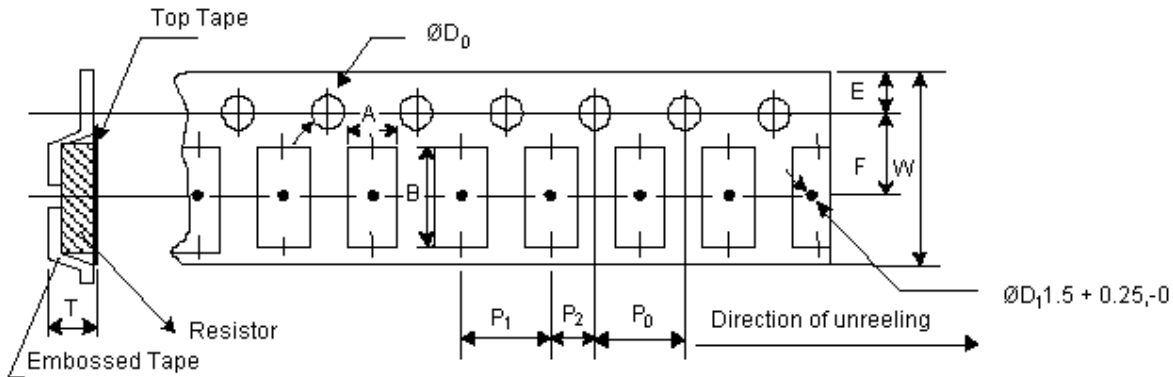 Top Tape
ØD0
A
E
F
W
B
T
Resistor
Embossed Tape
P1
P2
P0
Direction of unreeling
ØD11.5 + 0.25,-0